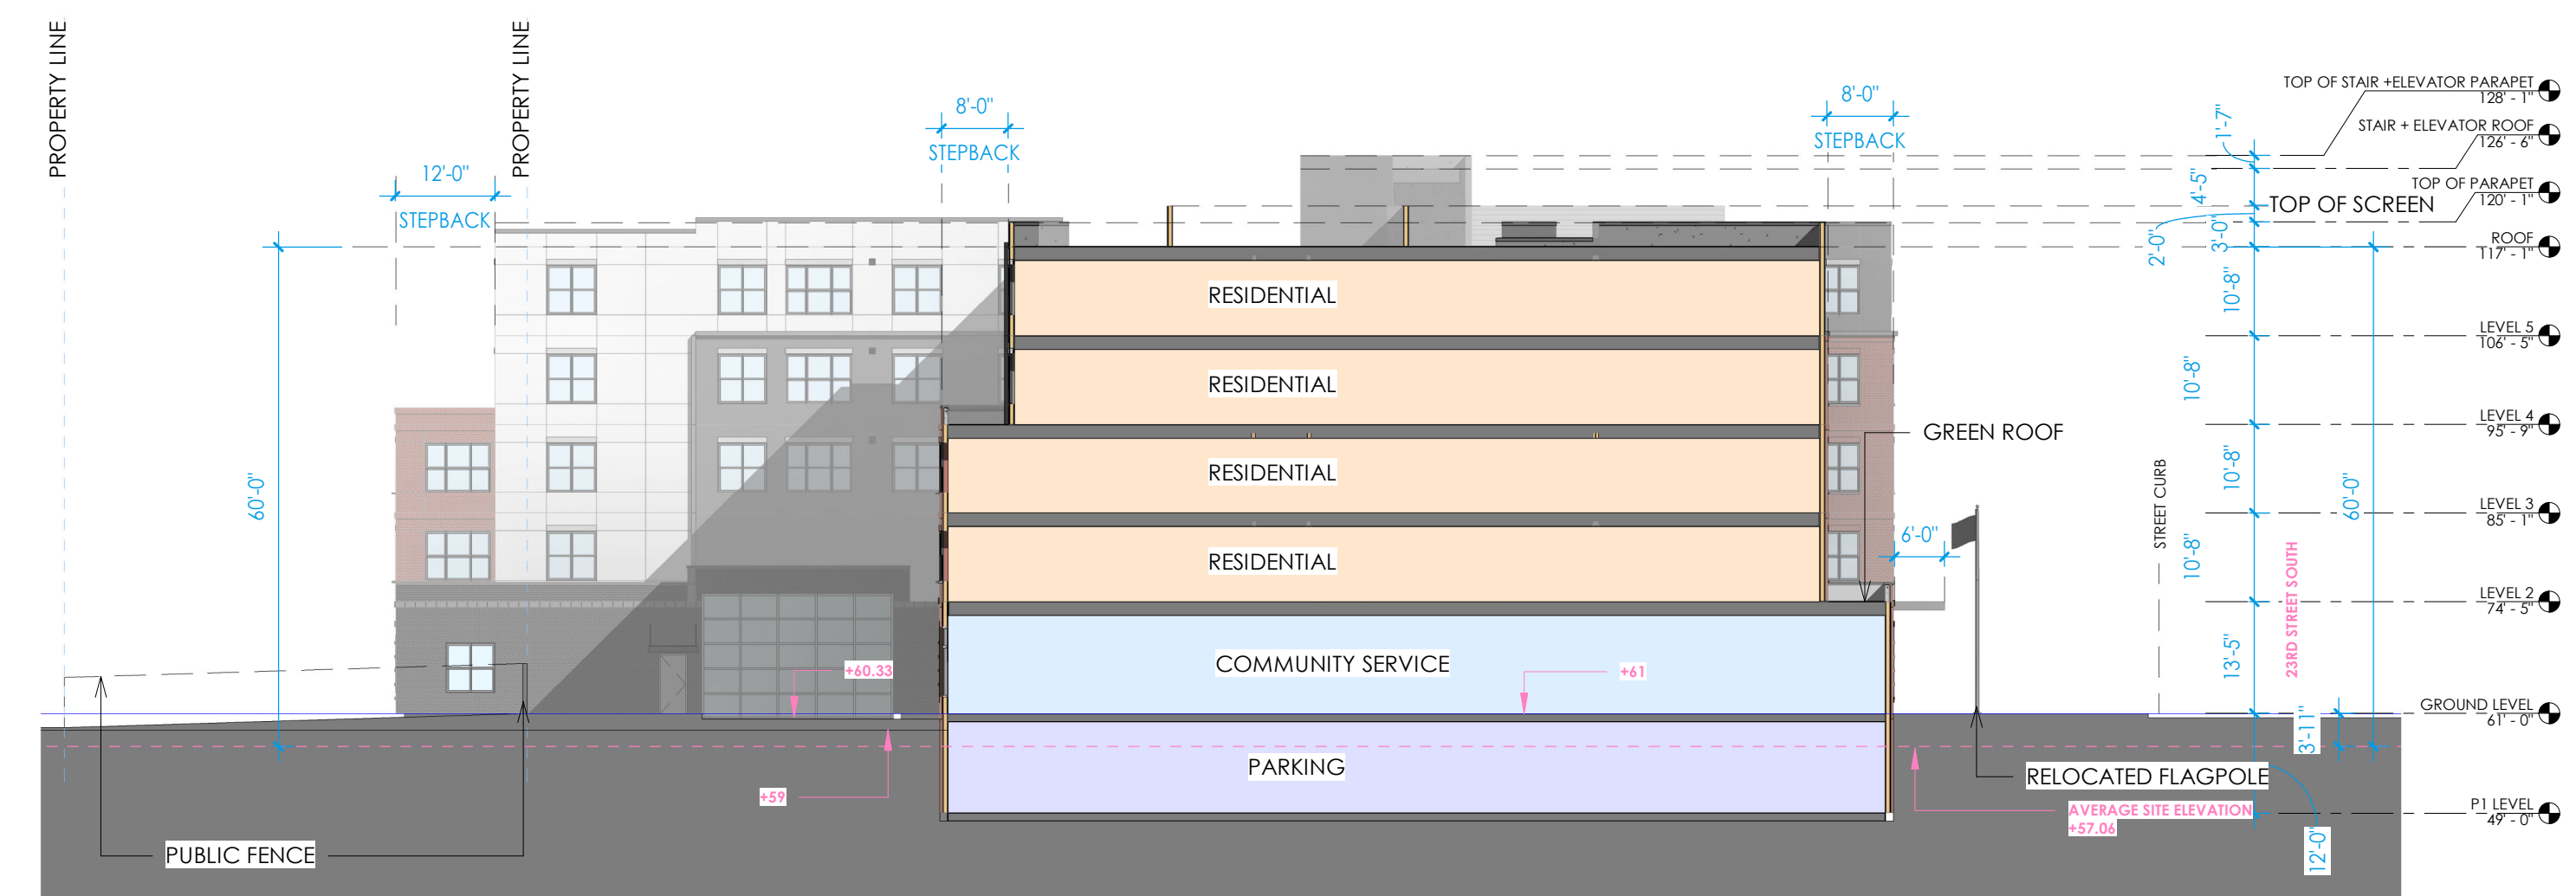 PROPERTY LINE
PROPERTY LINE
12'-0"
STEPBACK
8'-0"
STEPBACK
8'-0"
STEPBACK
TOP OF STAIR +ELEVATOR PARAPET
128' - 1"
STAIR + ELEVATOR ROOF
126' - 6"
TOP OF PARAPET
120' - 1"
TOP OF SCREEN
ROOF
117' - 1"
LEVEL 5
106' - 5"
LEVEL 4
95' - 9"
LEVEL 3
85' - 1"
LEVEL 2
74' - 5"
GROUND LEVEL
61' - 0"
P1 LEVEL
49' - 0"
1'-7"
4'-5"
2'-0"
3'-0"
10'-8"
10'-8"
10'-8"
10'-8"
13'-5"
3'-11"
12'-0"
60'-0"
60'-0"
RESIDENTIAL
RESIDENTIAL
RESIDENTIAL
RESIDENTIAL
COMMUNITY SERVICE
PARKING
GREEN ROOF
6'-0"
STREET CURB
23RD STREET SOUTH
+60.33
+61
+59
RELOCATED FLAGPOLE
AVERAGE SITE ELEVATION
+57.06
PUBLIC FENCE